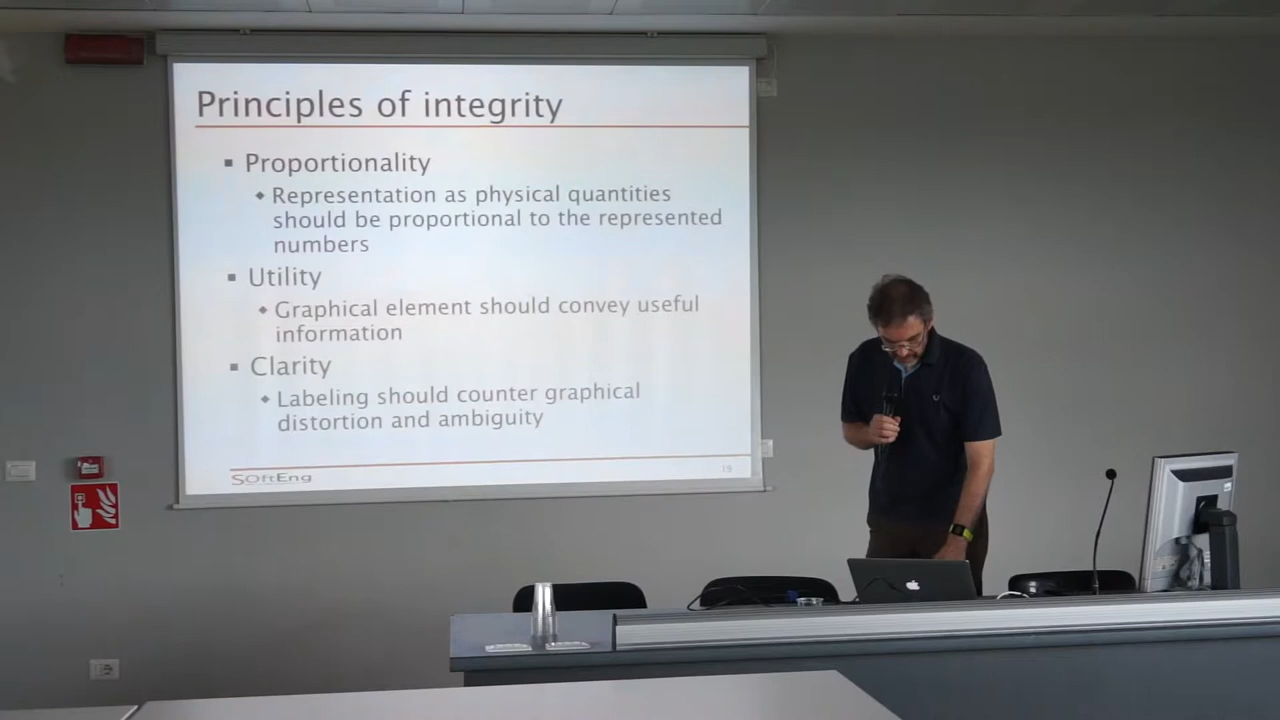 Principles of integrity
▪ Proportionality
◆ Representation as physical quantities
should be proportional to the represented
numbers
▪ Utility
◆ Graphical element should convey useful
information
▪ Clarity
◆ Labeling should counter graphical
distortion and ambiguity
SOftEng
19